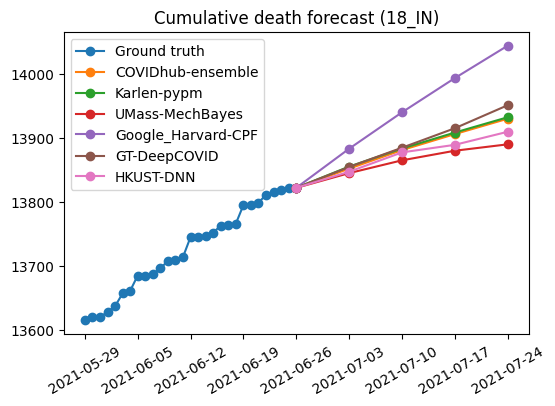 Cumulative death forecast (18_IN)
Ground truth
COVIDhub-ensemble
Karlen-pypm
UMass-MechBayes
Google_Harvard-CPF
GT-DeepCOVID
HKUST-DNN
14000
13900
13800
13700
13600
2021-05-29
2021-06-05
2021-06-12
2021-06-19
2021-06-26
2021-07-03
2021-07-10
2021-07-17
2021-07-24